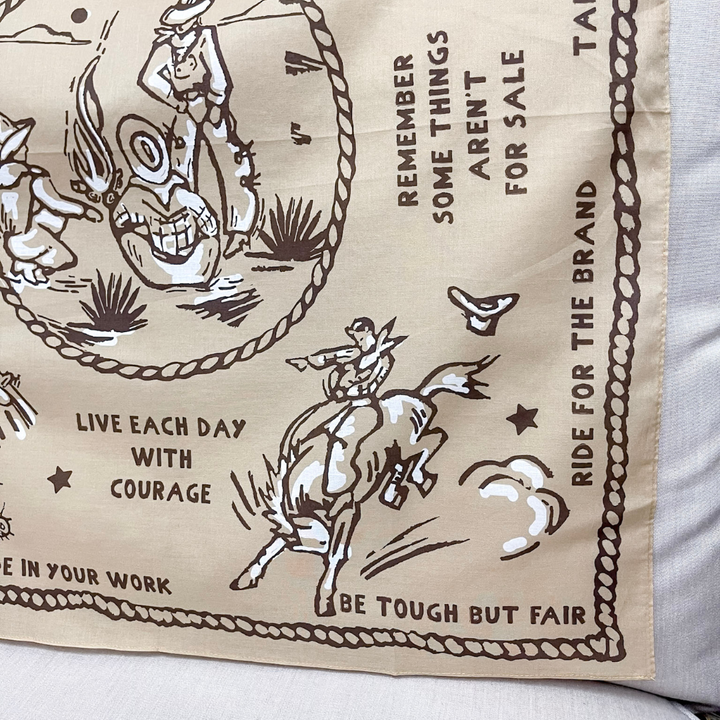 REMEMBER
SOME THINGS
AREN'T
FOR SALE
RIDE FOR THE BRAND
LIVE EACH DAY
WITH
COURAGE
IN YOUR WORK
BE TOUGH BUT FAIR